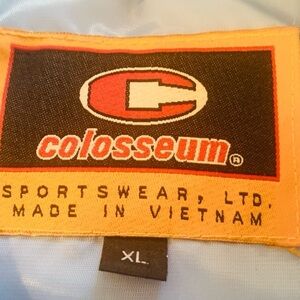 C
colosseum®
SPORTSWEAR, LTD.
MADE IN VIETNAM
XL